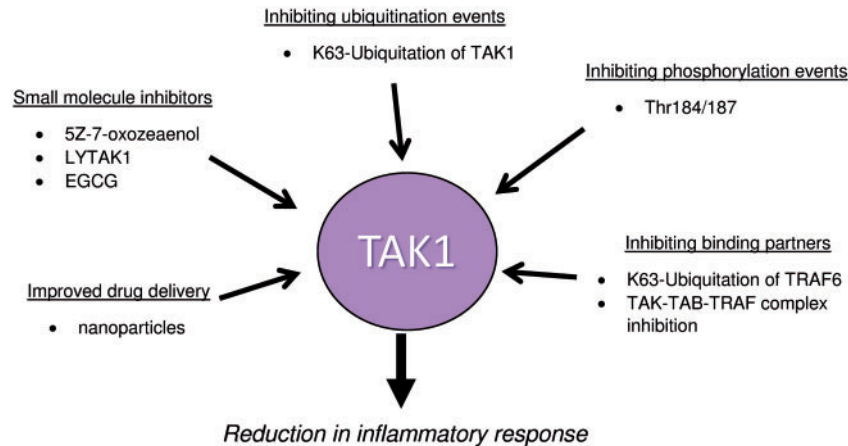 Inhibiting ubiquitination events
• K63-Ubiquitation of TAK1
Inhibiting phosphorylation events
• Thr184/187
Small molecule inhibitors
• 5Z-7-oxozeaenol
• LYTAK1
• EGCG
TAK1
Inhibiting binding partners
• K63-Ubiquitation of TRAF6
• TAK-TAB-TRAF complex
inhibition
Improved drug delivery
• nanoparticles
Reduction in inflammatory response